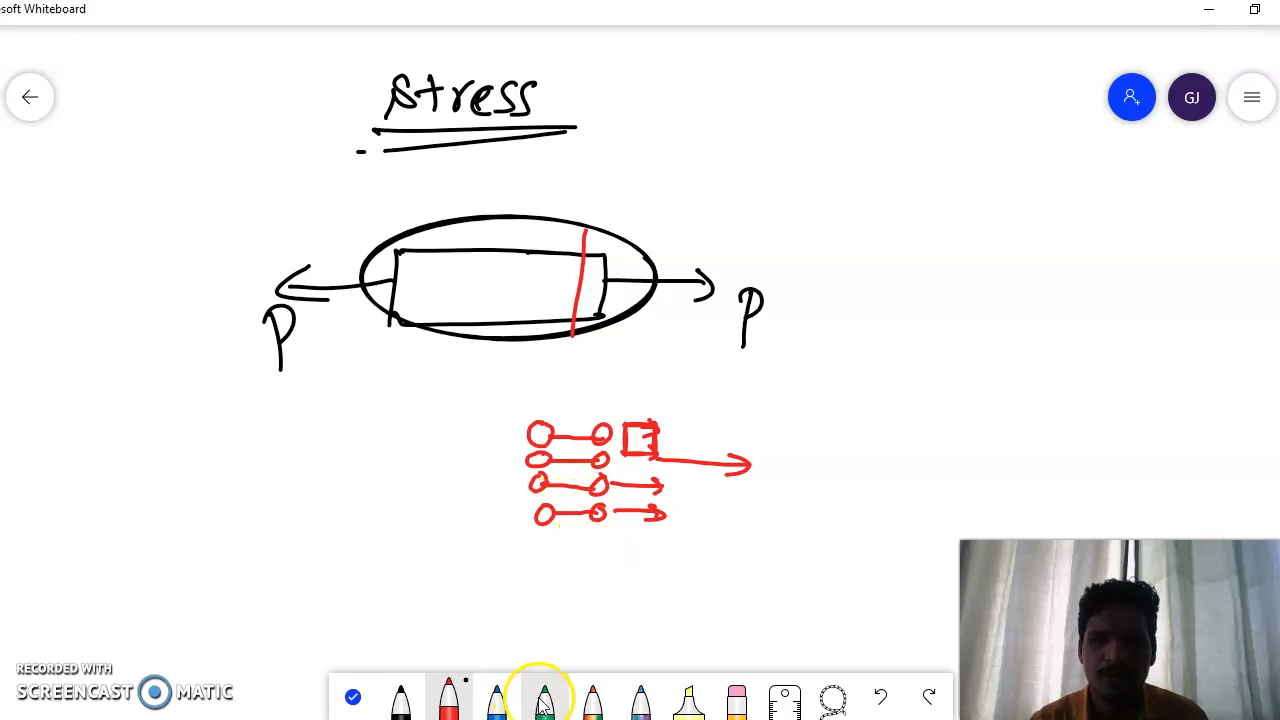 soft Whiteboard
GJ
Stress
P
P
RECORDED WITH
SCREENCAST MATIC